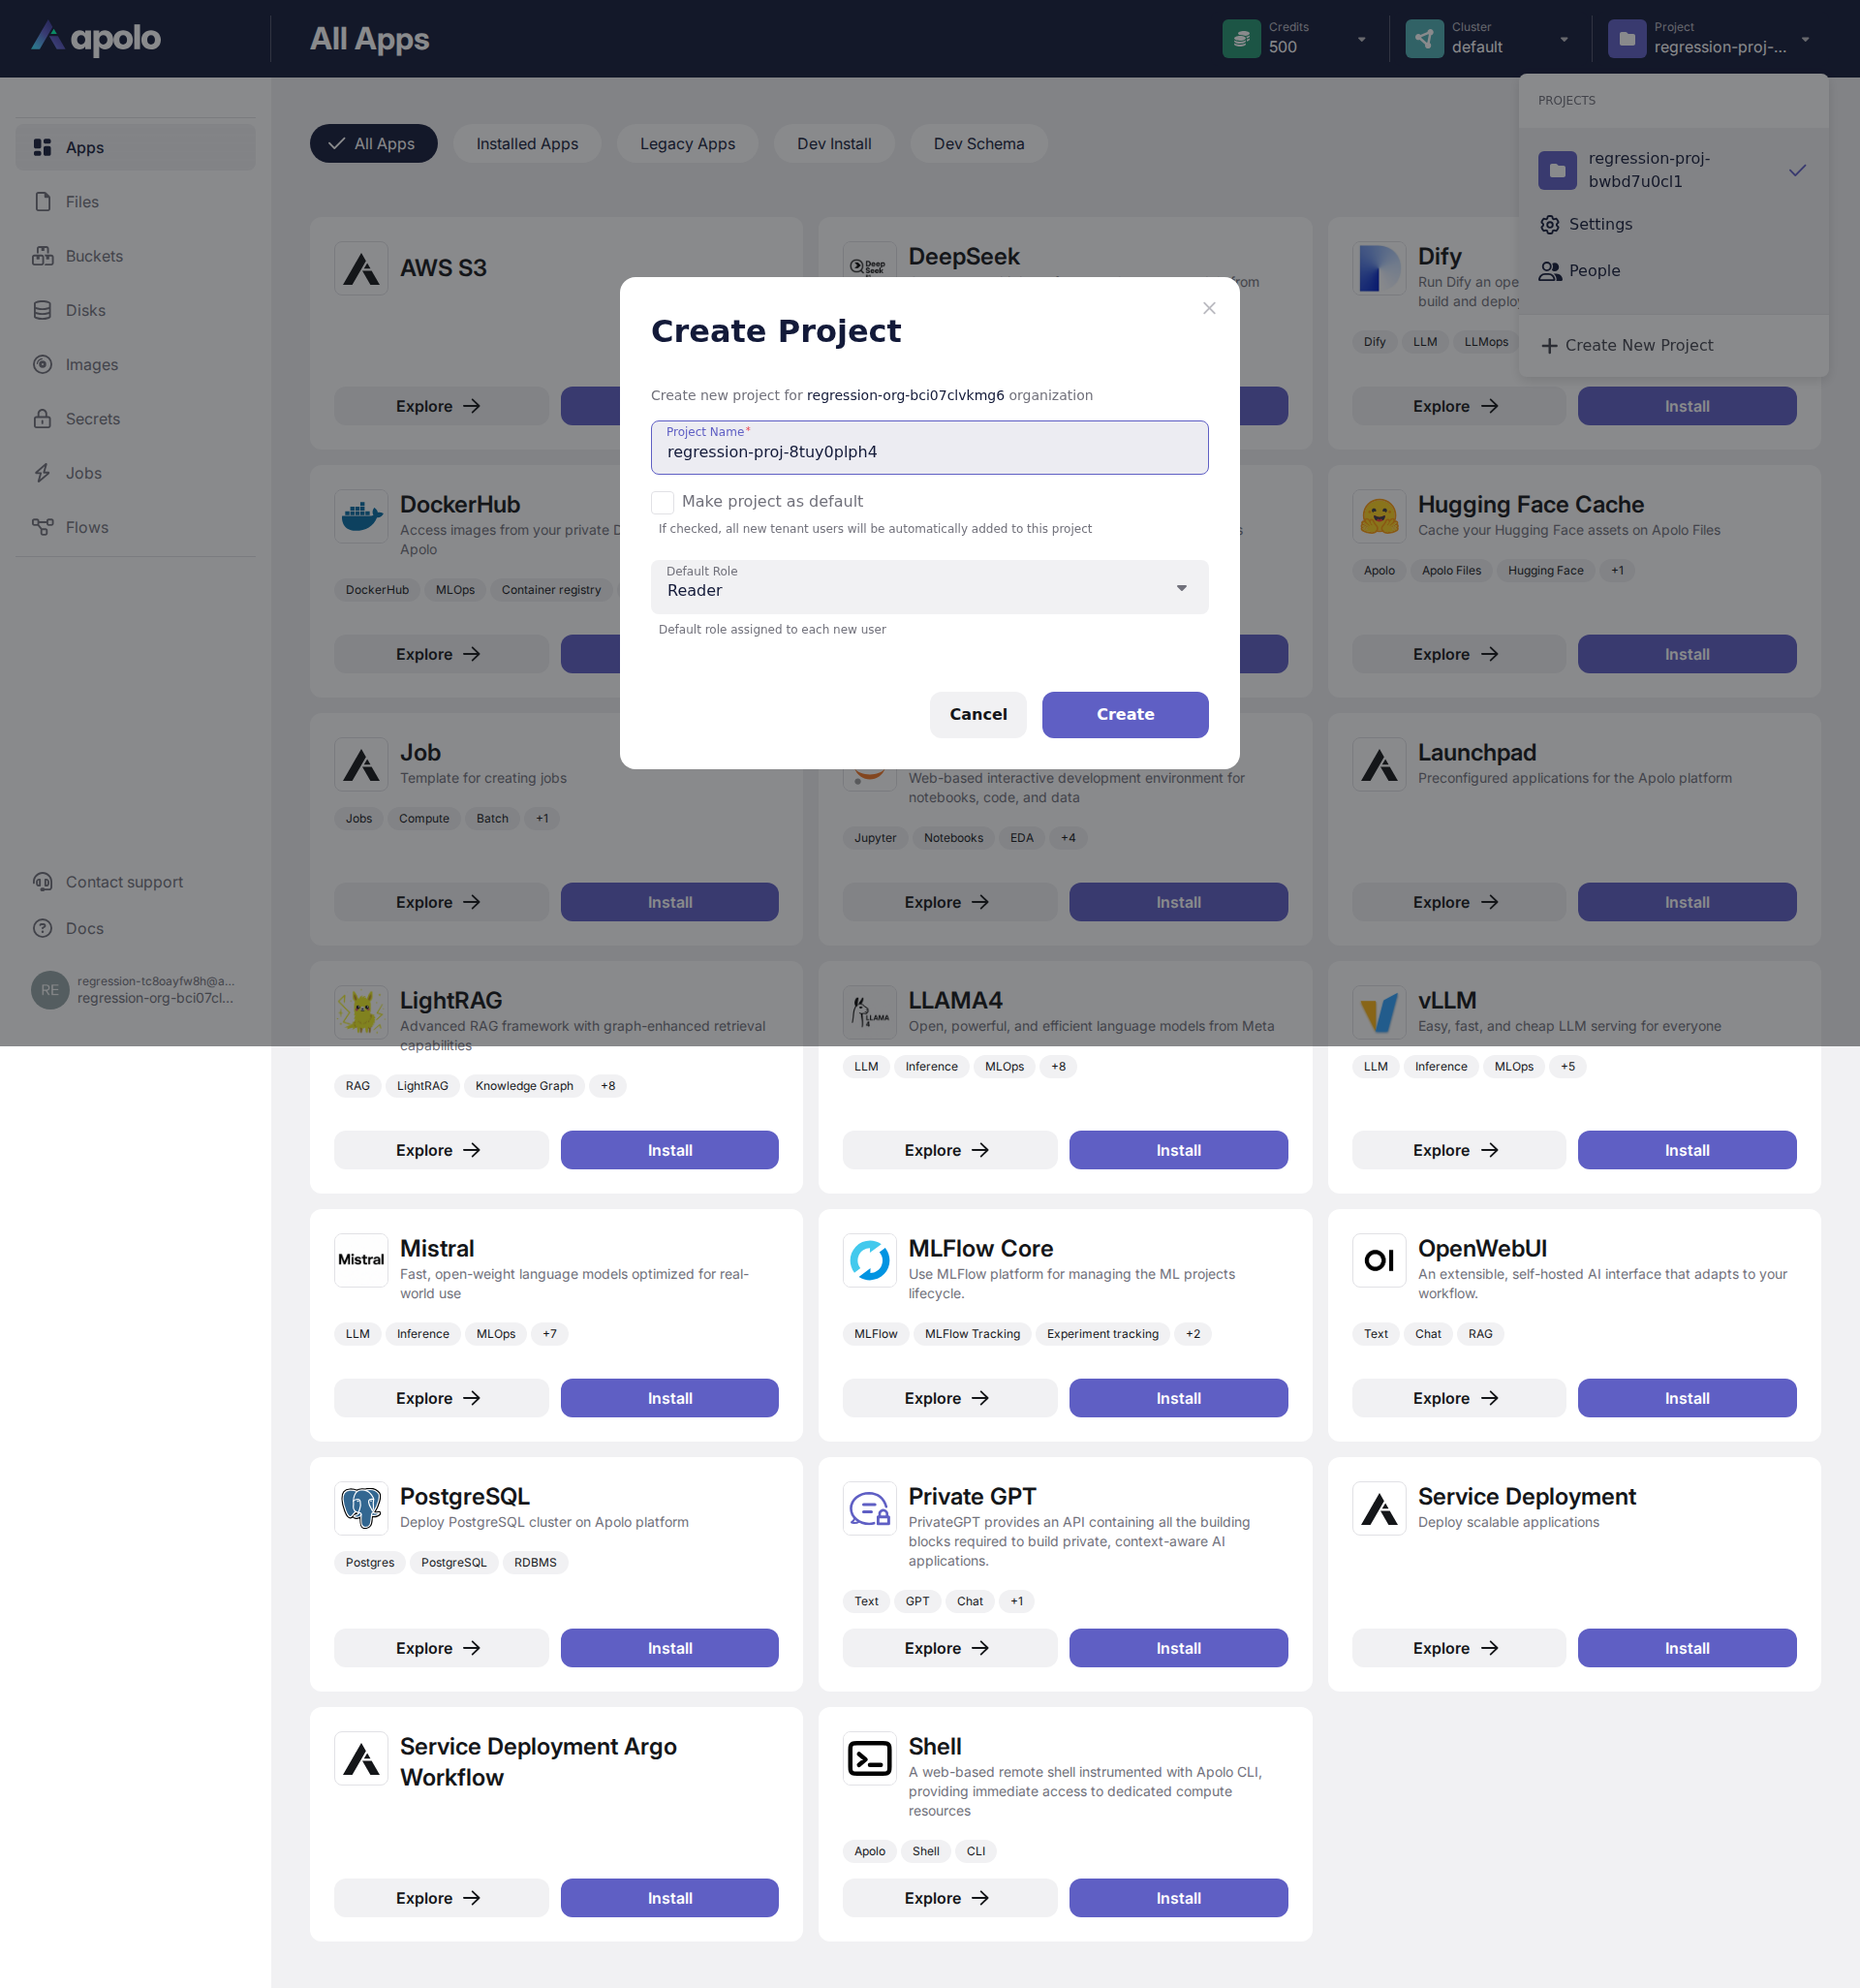 apolo
All Apps
Credits
500
Cluster
default
Project
regression-proj-...
PROJECTS
regression-proj-
bwbd7u0cl1
Settings
People
Create New Project
Apps
Files
Buckets
Disks
Images
Secrets
Jobs
Flows
Contact support
Docs
RE
regression-tc8oayfw8h@a...
regression-org-bci07cl...
All Apps
Installed Apps
Legacy Apps
Dev Install
Dev Schema
AWS S3
Explore
DeepSeek
Deep
Seek
from
Dify
Run Dify an ope
build and deploy
Dify
LLM
LLMops
Explore
Install
Create Project
Create new project for regression-org-bci07clvkmg6 organization
Project Name*
regression-proj-8tuy0plph4
Make project as default
If checked, all new tenant users will be automatically added to this project
Default Role
Reader
Default role assigned to each new user
Cancel
Create
DockerHub
Access images from your private D
Apolo
DockerHub
MLOps
Container registry
Explore
s
Hugging Face Cache
Cache your Hugging Face assets on Apolo Files
Apolo
Apolo Files
Hugging Face
+1
Explore
Install
Job
Template for creating jobs
Jobs
Compute
Batch
+1
Explore
Install
Web-based interactive development environment for
notebooks, code, and data
Jupyter
Notebooks
EDA
+4
Explore
Install
Launchpad
Preconfigured applications for the Apolo platform
Explore
Install
LightRAG
Advanced RAG framework with graph-enhanced retrieval
capabilities
RAG
LightRAG
Knowledge Graph
+8
Explore
Install
LLAMA
4
LLAMA4
Open, powerful, and efficient language models from Meta
LLM
Inference
MLOps
+8
Explore
Install
vLLM
Easy, fast, and cheap LLM serving for everyone
LLM
Inference
MLOps
+5
Explore
Install
Mistral
Mistral
Fast, open-weight language models optimized for real-
world use
LLM
Inference
MLOps
+7
Explore
Install
MLFlow Core
Use MLFlow platform for managing the ML projects
lifecycle.
MLFlow
MLFlow Tracking
Experiment tracking
+2
Explore
Install
OI
OpenWebUI
An extensible, self-hosted AI interface that adapts to your
workflow.
Text
Chat
RAG
Explore
Install
PostgreSQL
Deploy PostgreSQL cluster on Apolo platform
Postgres
PostgreSQL
RDBMS
Explore
Install
Private GPT
PrivateGPT provides an API containing all the building
blocks required to build private, context-aware AI
applications.
Text
GPT
Chat
+1
Explore
Install
Service Deployment
Deploy scalable applications
Explore
Install
Service Deployment Argo
Workflow
Explore
Install
Shell
A web-based remote shell instrumented with Apolo CLI,
providing immediate access to dedicated compute
resources
Apolo
Shell
CLI
Explore
Install